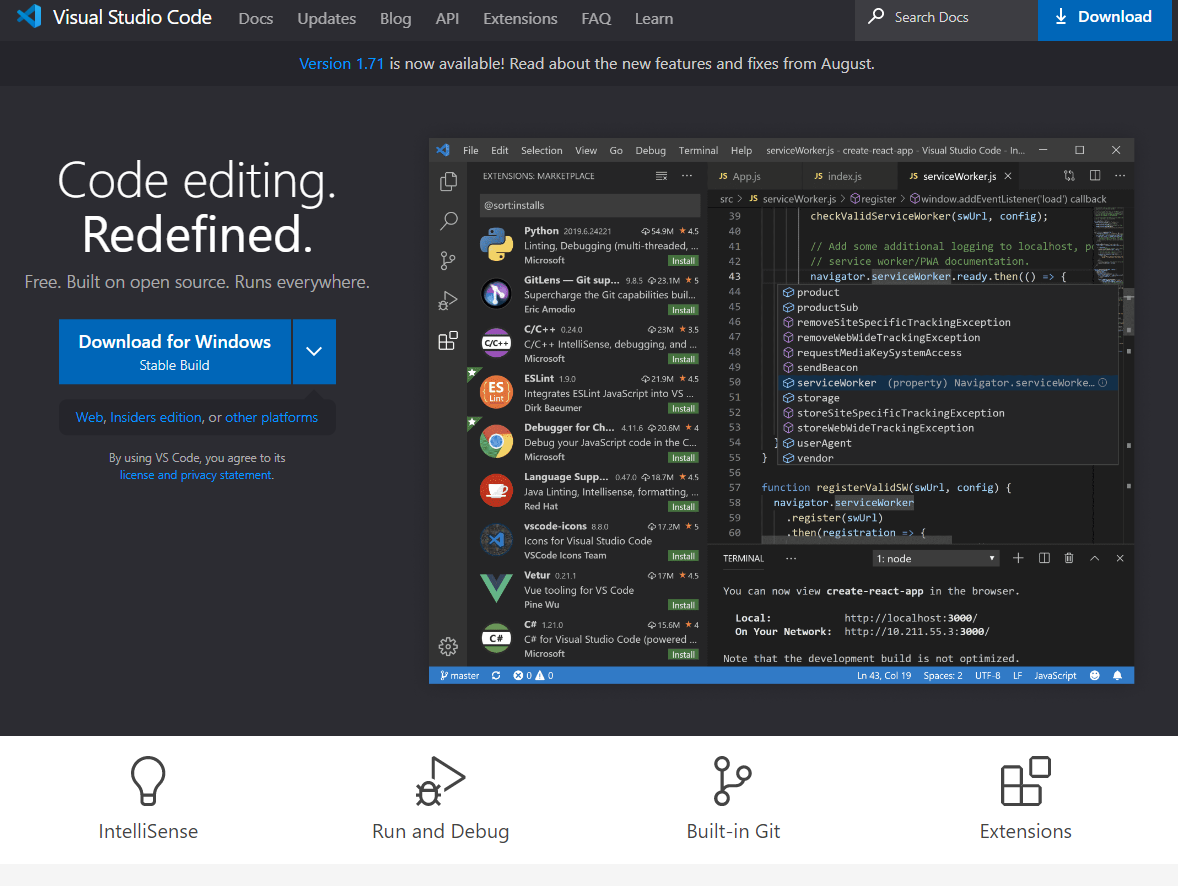 Visual Studio Code Docs Updates Blog API Extensions FAQ Learn Search Docs Download
Version 1.71 is now available! Read about the new features and fixes from August.
Code editing.
Redefined.
Free. Built on open source. Runs everywhere.
Download for Windows
Stable Build
Web, Insiders edition, or other platforms
By using VS Code, you agree to its
license and privacy statement.
File Edit Selection View Go Debug Terminal Help serviceWorker.js - create-react-app - Visual Studio Code - In...
EXTENSIONS: MARKETPLACE
@sort:installs
Python 2019.6.24221 54.9M ★ 4.5
Linting, Debugging (multi-threaded, ...
Microsoft Install
GitLens — Git sup... 9.8.5 23.1M ★ 5
Supercharge the Git capabilities buil...
Eric Amodio Install
C/C++
C/C++ 0.24.0 23M ★ 3.5
C/C++ IntelliSense, debugging, and ...
Microsoft Install
ES
Lint
ESLint 1.9.0 21.9M ★ 4.5
Integrates ESLint JavaScript into VS ...
Dirk Baeumer Install
Debugger for Ch... 4.11.6 20.6M ★ 4
Debug your JavaScript code in the C...
Microsoft Install
Language Supp... 0.47.0 18.7M ★ 4.5
Java Linting, Intellisense, formatting, ...
Red Hat Install
vscode-icons 8.8.0 17.2M ★ 5
Icons for Visual Studio Code
VSCode Icons Team Install
Vetur 0.21.1 17M ★ 4.5
Vue tooling for VS Code
Pine Wu Install
C#
C# 1.21.0 15.6M ★ 4
C# for Visual Studio Code (powered ...
Microsoft Install
JS App.js JS index.js JS serviceWorker.js
src > JS serviceWorker.js > register > window.addEventListener('load') callback
39 checkValidServiceWorker(swUrl, config);
40
41 // Add some additional logging to localhost, po
42 // service worker/PWA documentation.
43 navigator.serviceWorker.ready.then(() => {
44 product
45 productSub
46 removeSiteSpecificTrackingException
47 removeWebWideTrackingException
48 requestMediaKeySystemAccess
49 sendBeacon
50 serviceWorker (property) Navigator.serviceWorke...
51 storage
52 storeSiteSpecificTrackingException
53 storeWebWideTrackingException
54 } userAgent
55 } vendor
56
57 function registerValidSW(swUrl, config) {
58 navigator.serviceWorker
59 .register(swUrl)
60 .then(registration => {
TERMINAL ... 1: node
You can now view create-react-app in the browser.
Local: http://localhost:3000/
On Your Network: http://10.211.55.3:3000/
Note that the development build is not optimized.
master 0 0 Ln 43, Col 19 Spaces: 2 UTF-8 LF JavaScript
IntelliSense
Run and Debug
Built-in Git
Extensions